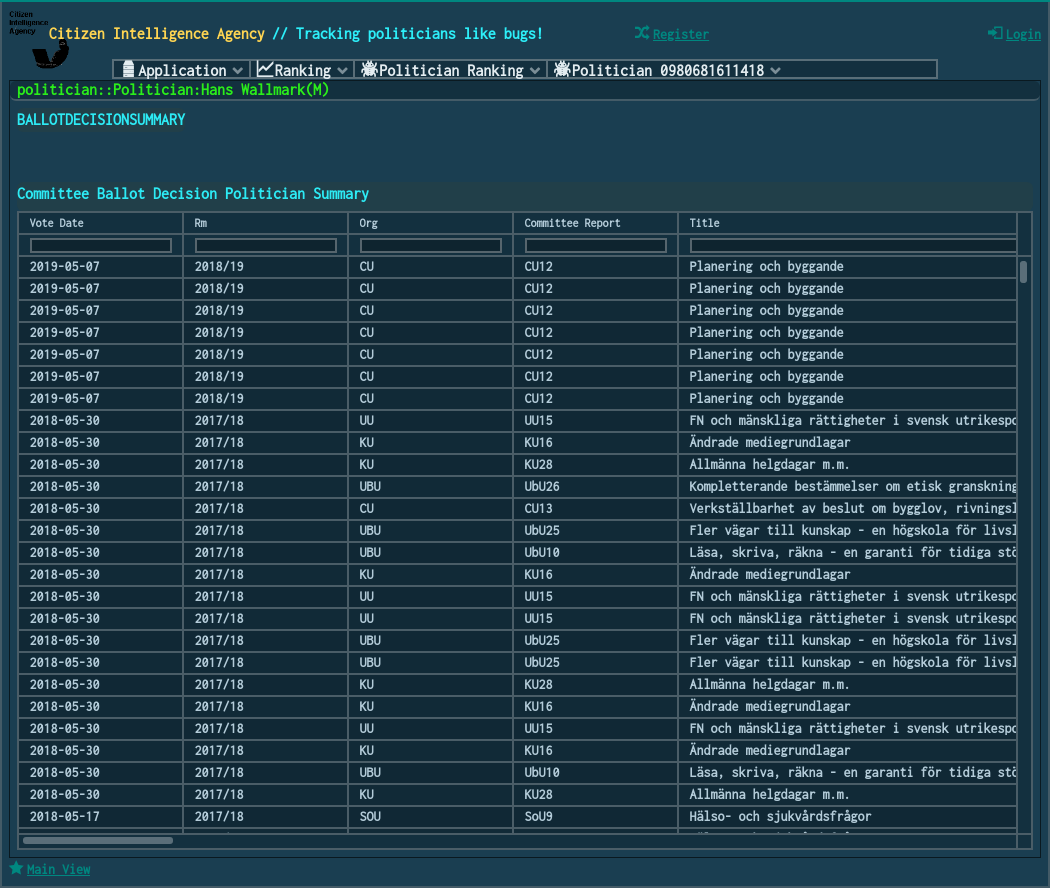 Citizen
Intelligence
Agency
Citizen Intelligence Agency // Tracking politicians like bugs!
Register
Login
Application Ranking Politician Ranking Politician 0980681611418
politician::Politician:Hans Wallmark(M)
BALLOTDECISIONSUMMARY
Committee Ballot Decision Politician Summary
Vote Date Rm Org Committee Report Title
2019-05-07 2018/19 CU CU12 Planering och byggande
2019-05-07 2018/19 CU CU12 Planering och byggande
2019-05-07 2018/19 CU CU12 Planering och byggande
2019-05-07 2018/19 CU CU12 Planering och byggande
2019-05-07 2018/19 CU CU12 Planering och byggande
2019-05-07 2018/19 CU CU12 Planering och byggande
2019-05-07 2018/19 CU CU12 Planering och byggande
2018-05-30 2017/18 UU UU15 FN och mänskliga rättigheter i svensk utrikespo
2018-05-30 2017/18 KU KU16 Ändrade mediegrundlagar
2018-05-30 2017/18 KU KU28 Allmänna helgdagar m.m.
2018-05-30 2017/18 UBU UbU26 Kompletterande bestämmelser om etisk granskning
2018-05-30 2017/18 CU CU13 Verkställbarhet av beslut om bygglov, rivningsl
2018-05-30 2017/18 UBU UbU25 Fler vägar till kunskap - en högskola för livsl
2018-05-30 2017/18 UBU UbU10 Läsa, skriva, räkna - en garanti för tidiga stö
2018-05-30 2017/18 KU KU16 Ändrade mediegrundlagar
2018-05-30 2017/18 UU UU15 FN och mänskliga rättigheter i svensk utrikespo
2018-05-30 2017/18 UU UU15 FN och mänskliga rättigheter i svensk utrikespo
2018-05-30 2017/18 UBU UbU25 Fler vägar till kunskap - en högskola för livsl
2018-05-30 2017/18 UBU UbU25 Fler vägar till kunskap - en högskola för livsl
2018-05-30 2017/18 KU KU28 Allmänna helgdagar m.m.
2018-05-30 2017/18 KU KU16 Ändrade mediegrundlagar
2018-05-30 2017/18 UU UU15 FN och mänskliga rättigheter i svensk utrikespo
2018-05-30 2017/18 KU KU16 Ändrade mediegrundlagar
2018-05-30 2017/18 UBU UbU10 Läsa, skriva, räkna - en garanti för tidiga stö
2018-05-30 2017/18 KU KU28 Allmänna helgdagar m.m.
2018-05-17 2017/18 SOU SoU9 Hälso- och sjukvårdsfrågor
Main View